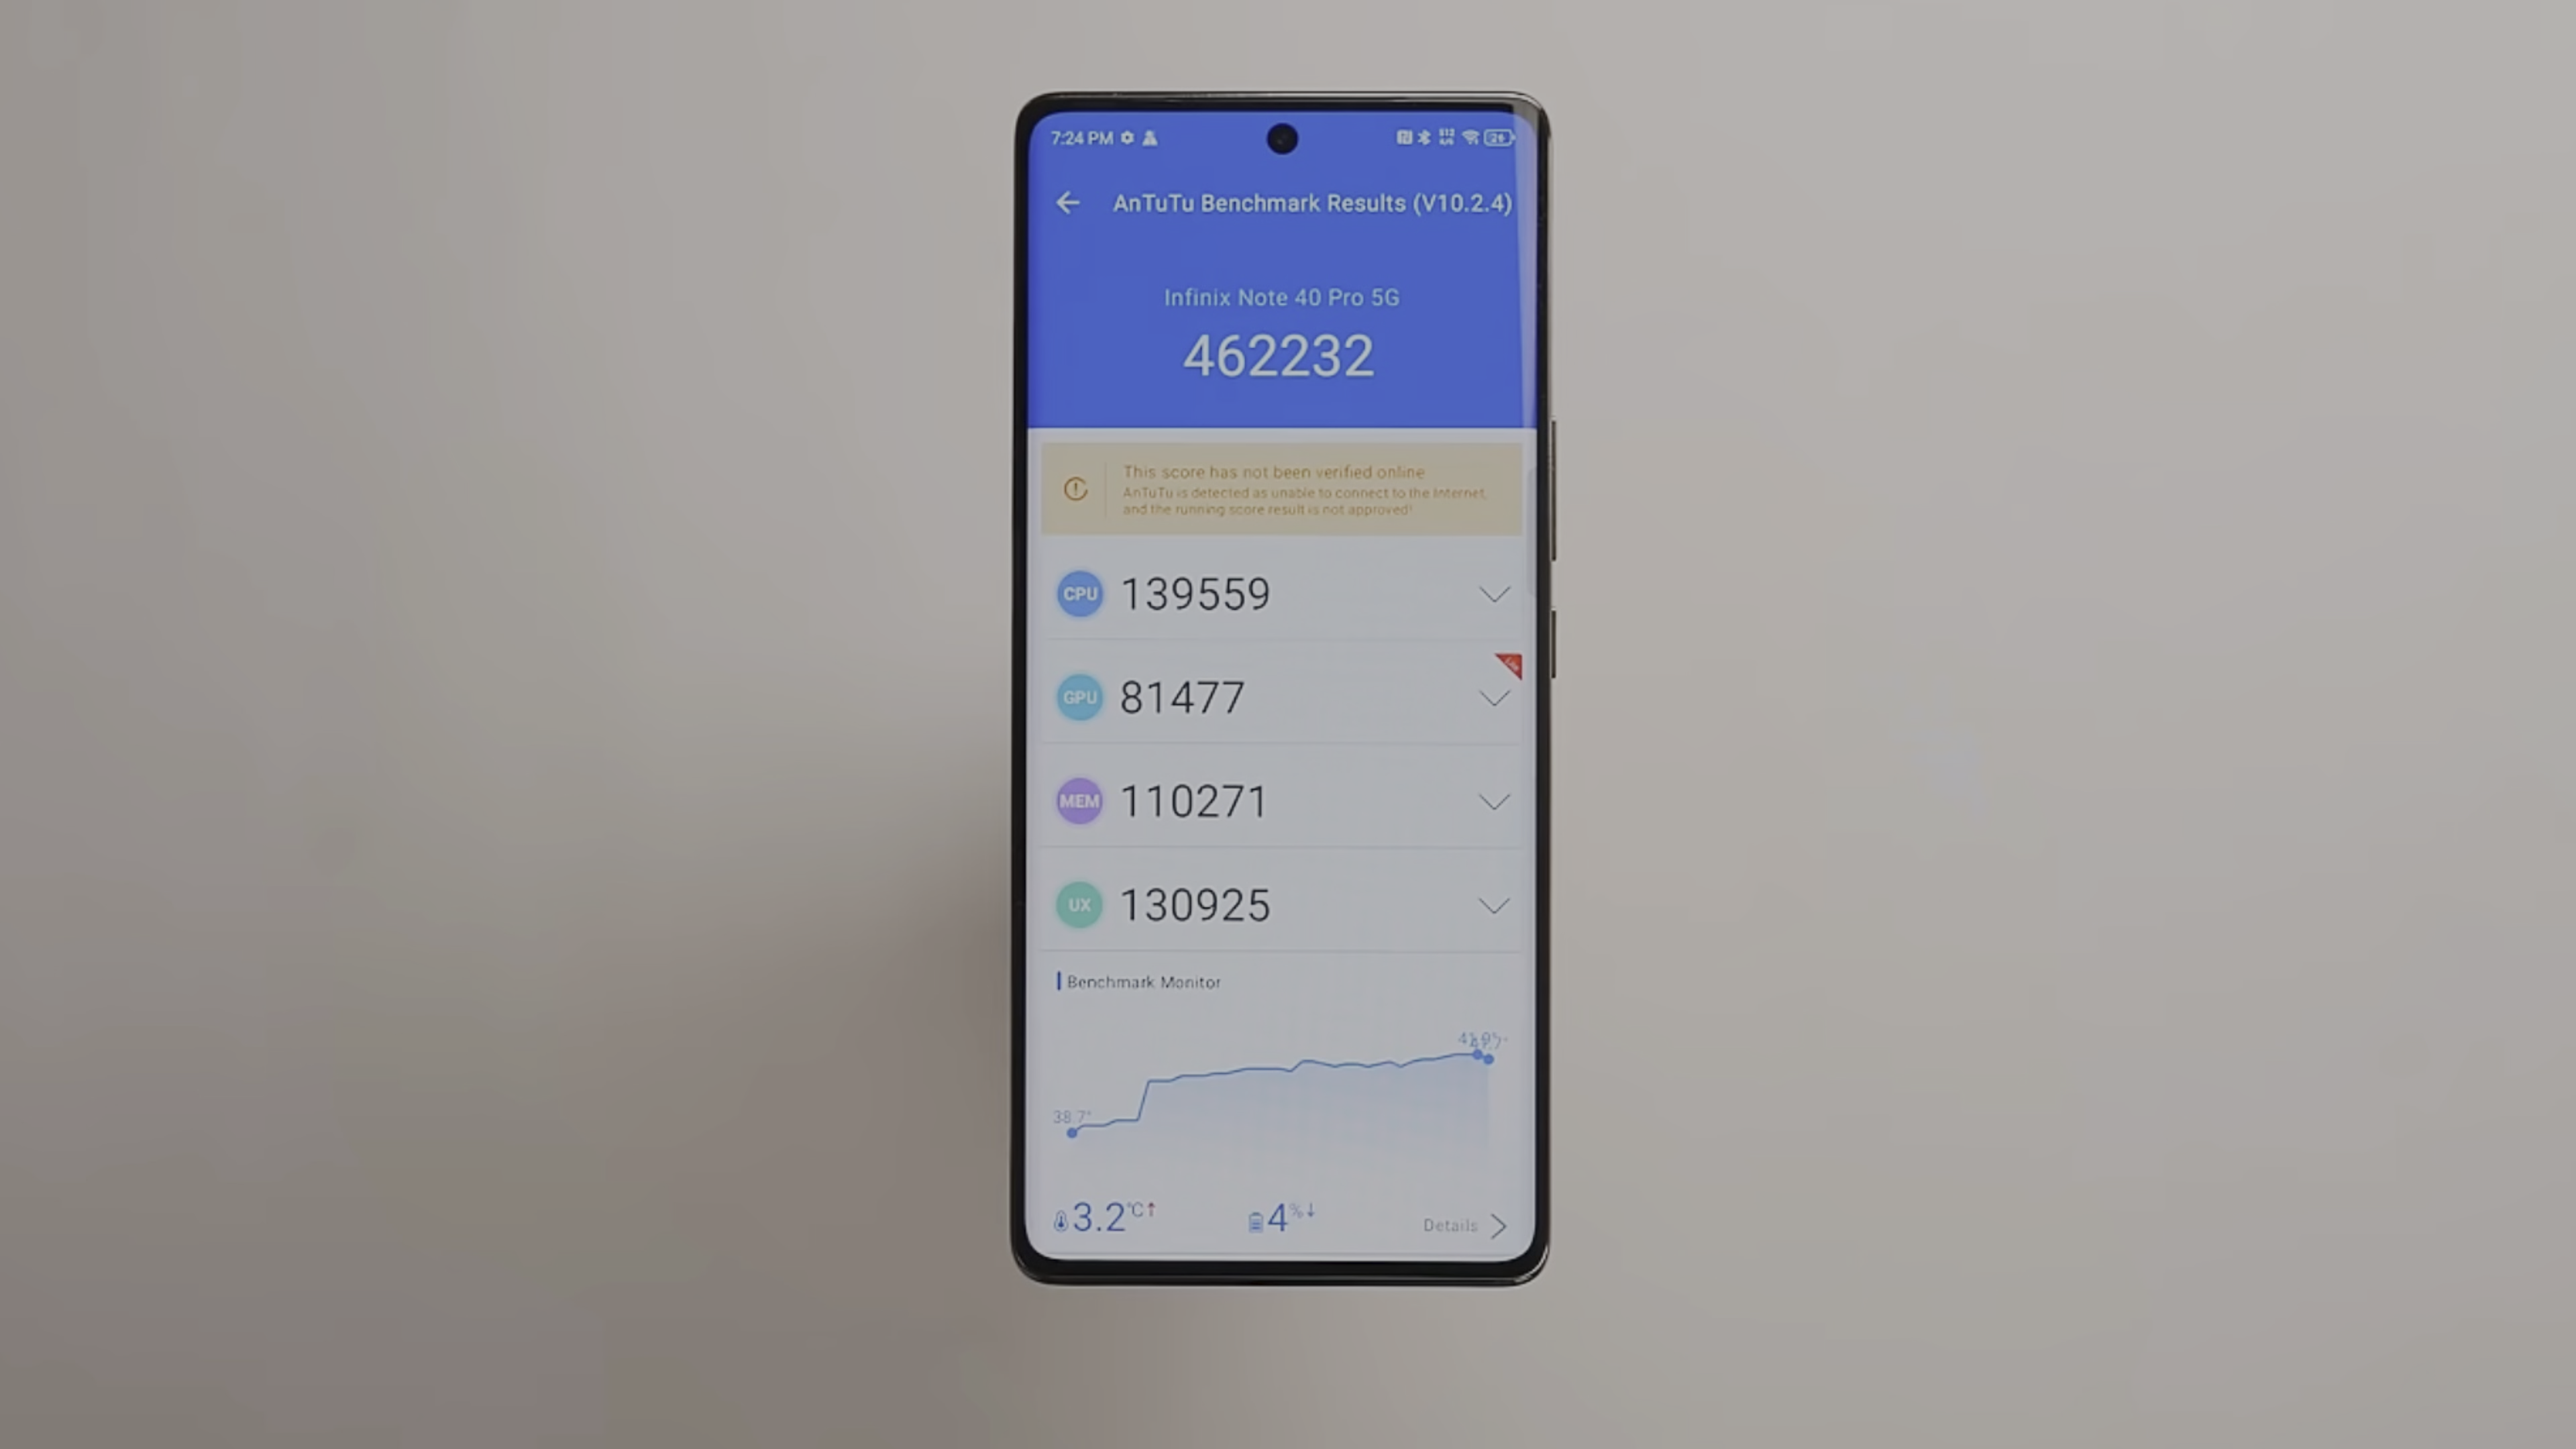 7:24 PM
26
AnTuTu Benchmark Results (V10.2.4)
Infinix Note 40 Pro 5G
462232
This score has not been verified online
AnTuTu is detected as unable to connect to the Internet,
and the running score result is not approved!
CPU 139559
Lite
GPU 81477
MEM 110271
UX 130925
Benchmark Monitor
38.7°
3.2°C↑ 4%↓ Details